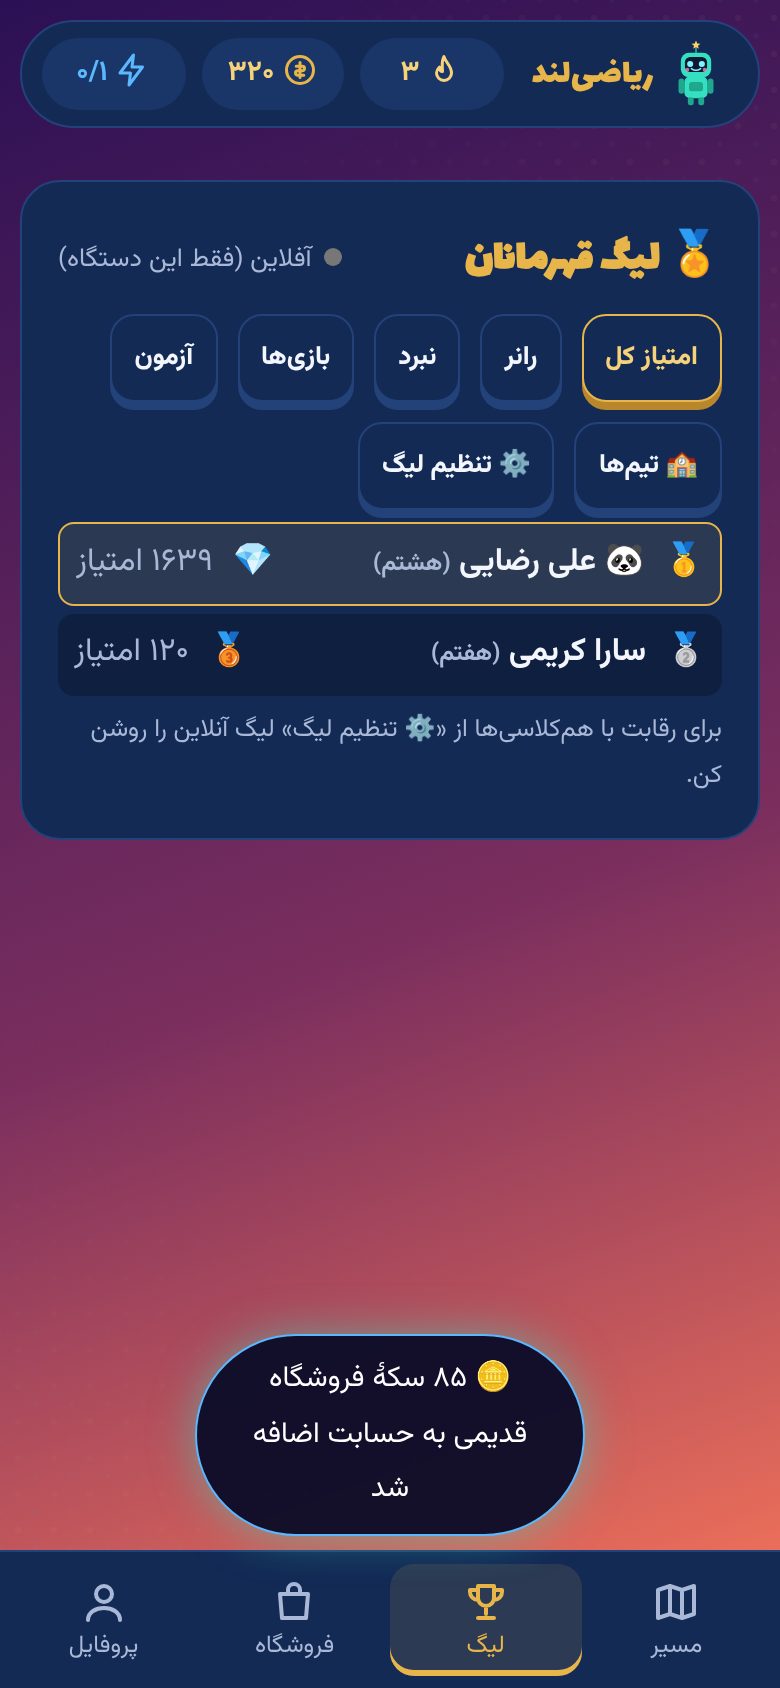 ریاضی‌لند
۳
۳۲۰
۰/۱
🏅 لیگ قهرمانان
آفلاین (فقط این دستگاه)
امتیاز کل
رانر
نبرد
بازی‌ها
آزمون
🏫 تیم‌ها
⚙️ تنظیم لیگ
🥇 🐼 علی رضایی (هشتم) 💎 ۱۶۳۹ امتیاز
🥈 سارا کریمی (هفتم) 🥉 ۱۲۰ امتیاز
برای رقابت با هم‌کلاسی‌ها از «⚙️ تنظیم لیگ» لیگ آنلاین را روشن
کن.
🪙 ۸۵ سکهٔ فروشگاه
قدیمی به حسابت اضافه
شد
مسیر
لیگ
فروشگاه
پروفایل